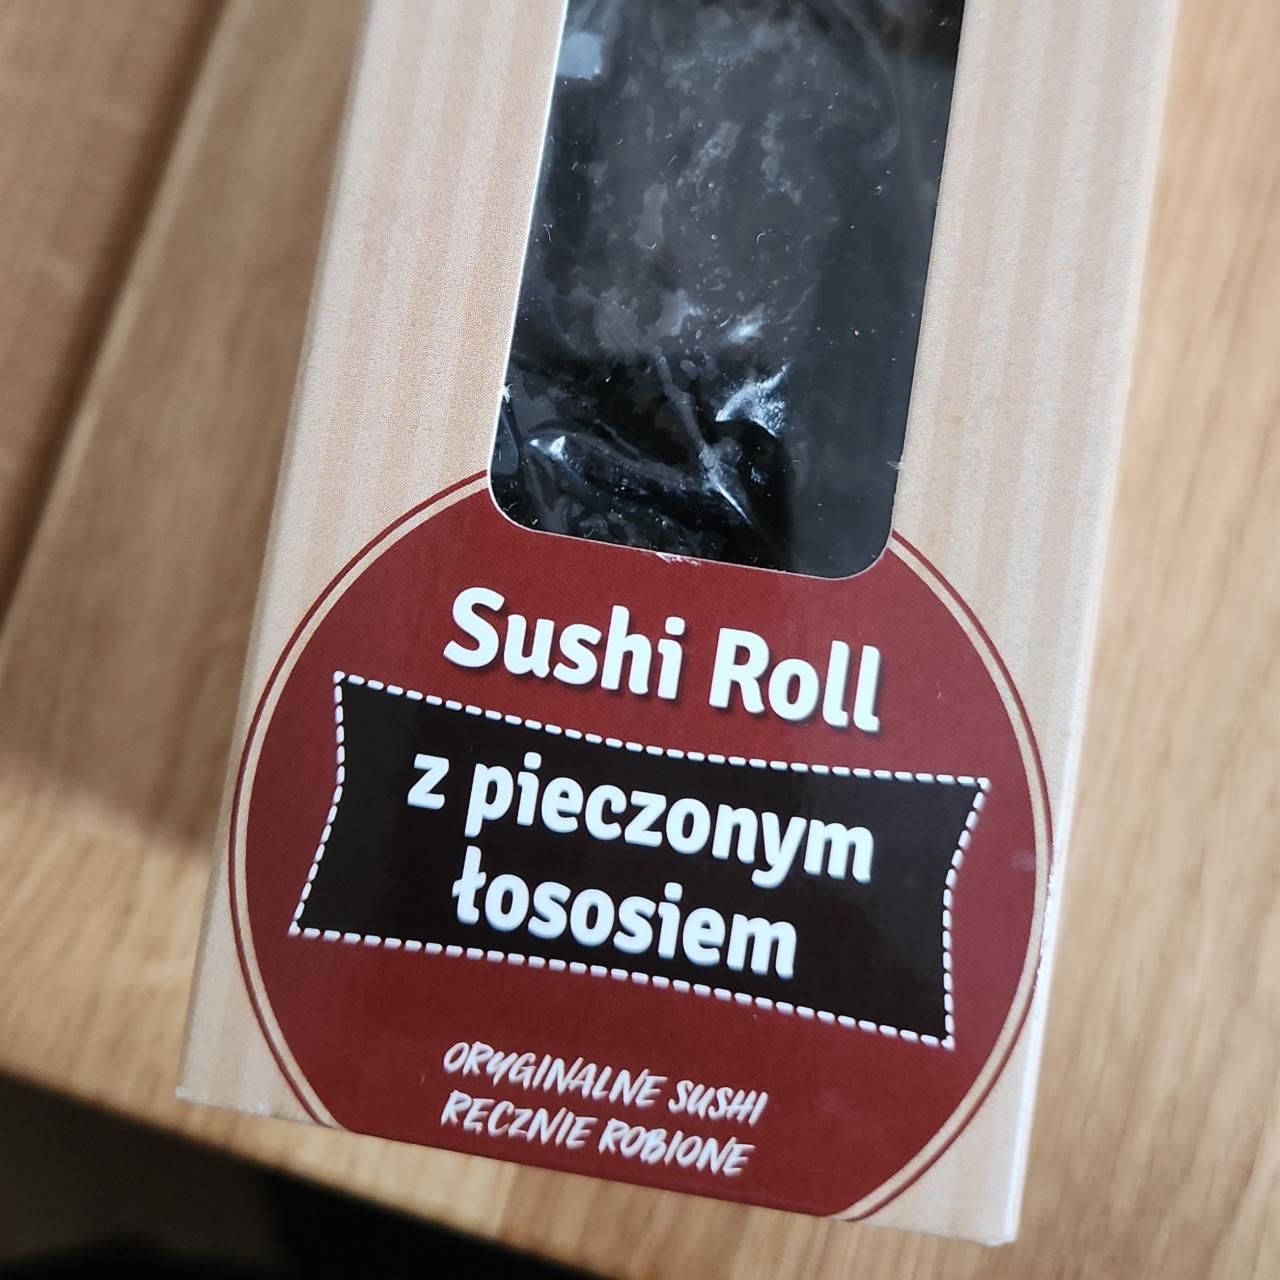 Sushi Roll
z pieczonym
łososiem
ORYGINALNE SUSHI
RĘCZNIE ROBIONE